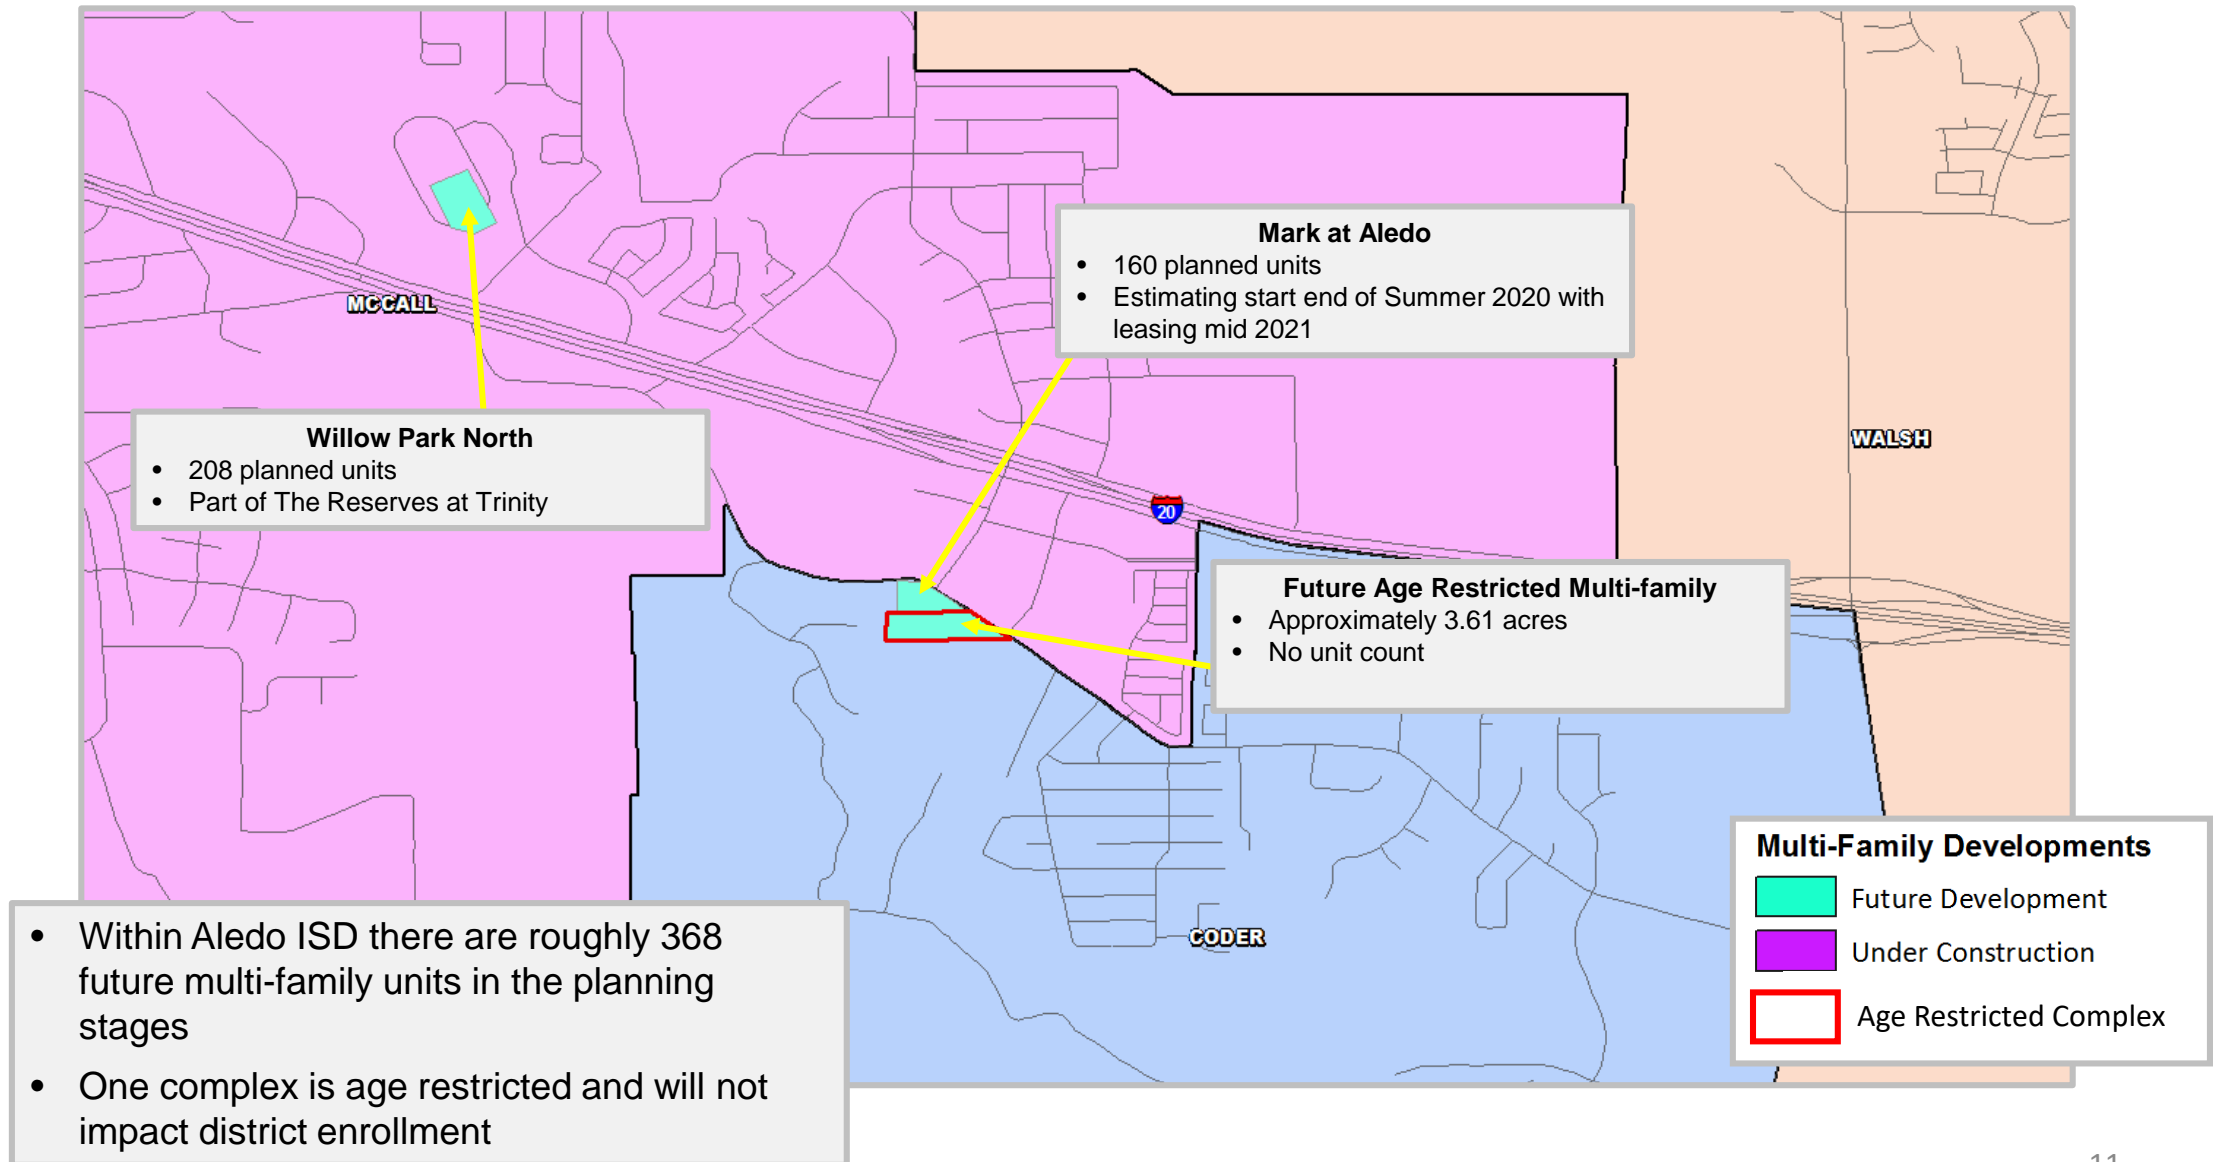 Mark at Aledo
• 160 planned units
• Estimating start end of Summer 2020 with
leasing mid 2021
MCCALL
Willow Park North
• 208 planned units
• Part of The Reserves at Trinity
WALSH
20
Future Age Restricted Multi-family
• Approximately 3.61 acres
• No unit count
CODER
Multi-Family Developments
Future Development
Under Construction
Age Restricted Complex
• Within Aledo ISD there are roughly 368
future multi-family units in the planning
stages
• One complex is age restricted and will not
impact district enrollment
11